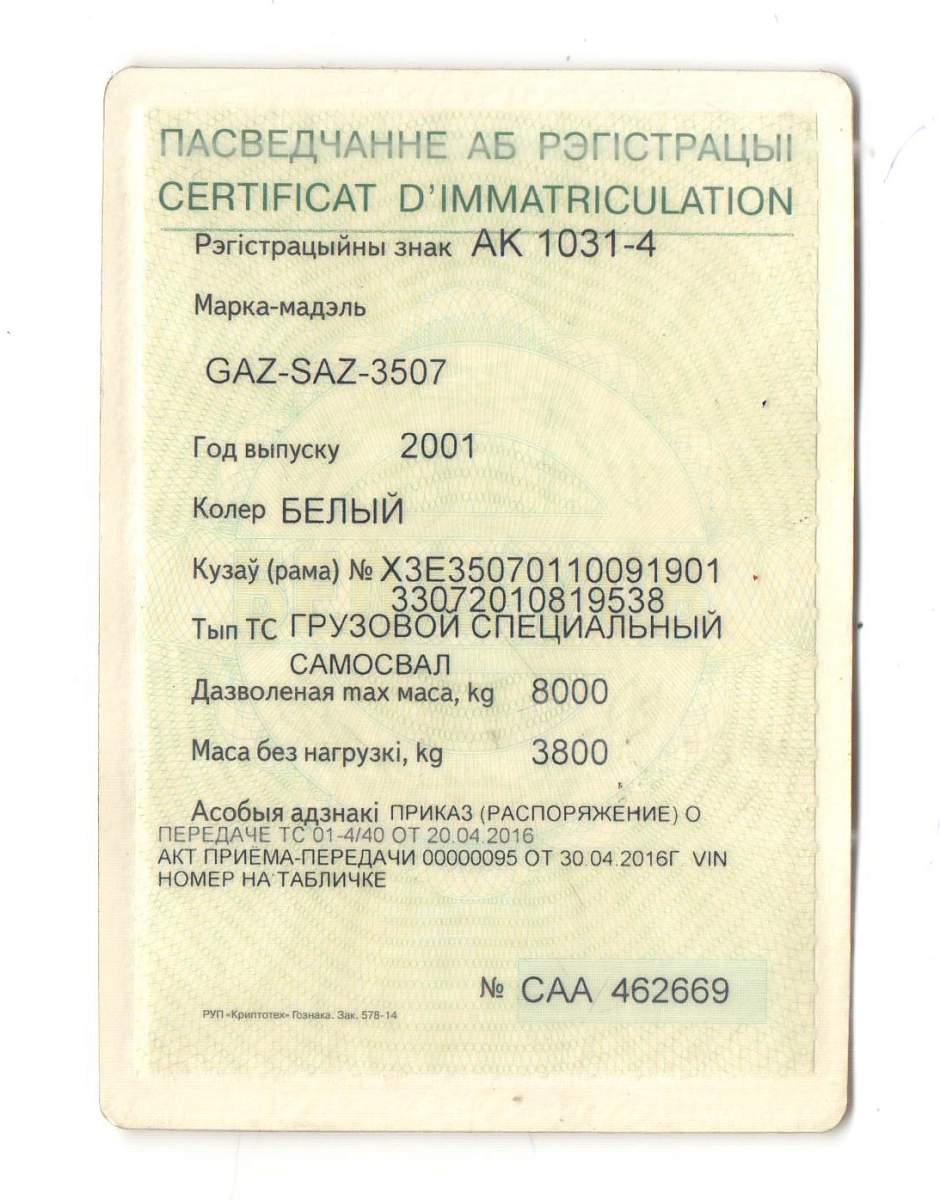 ПАСВЕДЧАННЕ АБ РЭГІСТРАЦЫІ
CERTIFICAT D'IMMATRICULATION
Рэгістрацыйны знак АК 1031-4
Марка-мадэль
GAZ-SAZ-3507
Год выпуску 2001
Колер БЕЛЫЙ
Кузаў (рама) № X3E35070110091901
33072010819538
Тып ТС ГРУЗОВОЙ СПЕЦИАЛЬНЫЙ
САМОСВАЛ
Дазволеная max маса, kg 8000
Маса без нагрузкі, kg 3800
Асобыя адзнакі ПРИКАЗ (РАСПОРЯЖЕНИЕ) О
ПЕРЕДАЧЕ ТС 01-4/40 ОТ 20.04.2016
АКТ ПРИЁМА-ПЕРЕДАЧИ 00000095 ОТ 30.04.2016Г. VIN
НОМЕР НА ТАБЛИЧКЕ
№ САА 462669
РУП «Криптотех» Гознака. Зак. 578-14